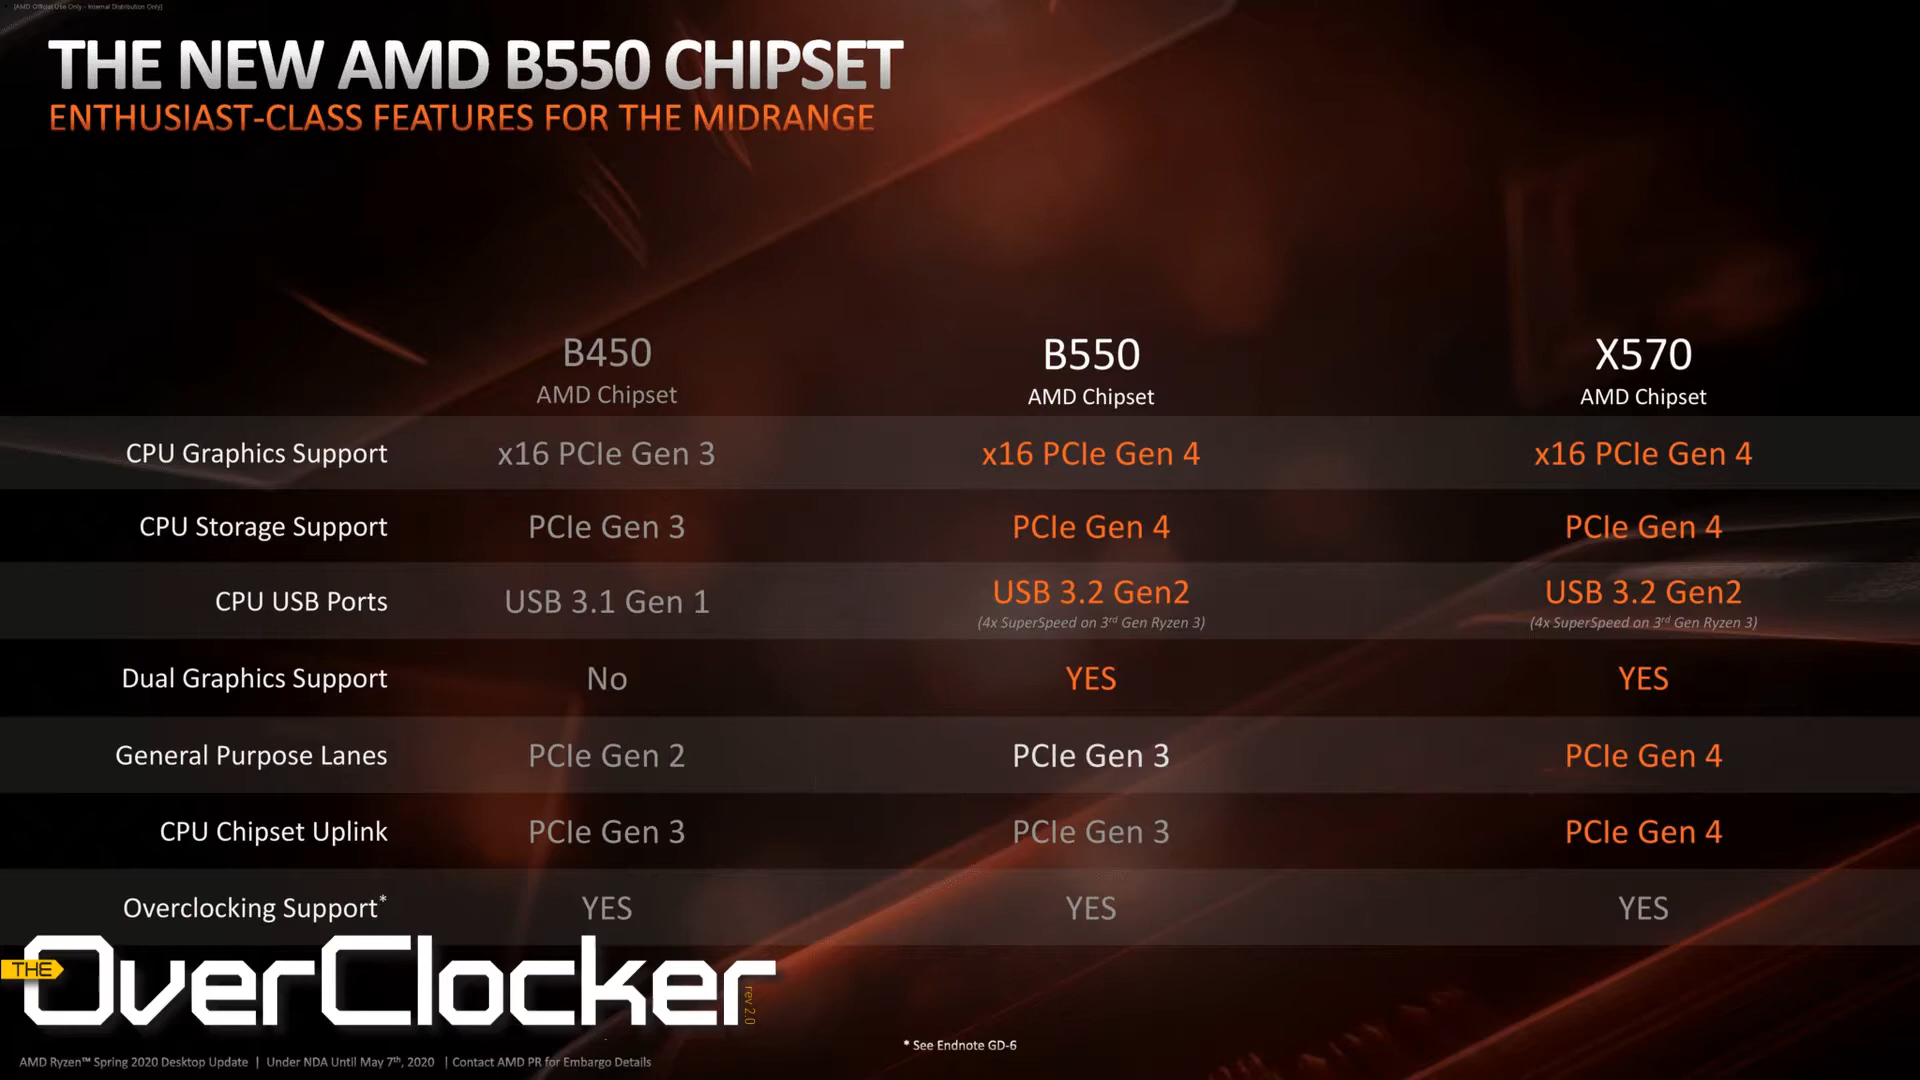 [AMD Official Use Only - Internal Distribution Only]
THE NEW AMD B550 CHIPSET
ENTHUSIAST-CLASS FEATURES FOR THE MIDRANGE
B450 B550 X570
AMD Chipset AMD Chipset AMD Chipset
CPU Graphics Support x16 PCIe Gen 3 x16 PCIe Gen 4 x16 PCIe Gen 4
CPU Storage Support PCIe Gen 3 PCIe Gen 4 PCIe Gen 4
CPU USB Ports USB 3.1 Gen 1 USB 3.2 Gen2 USB 3.2 Gen2
(4x SuperSpeed on 3rd Gen Ryzen 3) (4x SuperSpeed on 3rd Gen Ryzen 3)
Dual Graphics Support No YES YES
General Purpose Lanes PCIe Gen 2 PCIe Gen 3 PCIe Gen 4
CPU Chipset Uplink PCIe Gen 3 PCIe Gen 3 PCIe Gen 4
Overclocking Support* YES YES YES
THE OverClocker rev 2.0
* See Endnote GD-6
AMD Ryzen™ Spring 2020 Desktop Update | Under NDA Until May 7th, 2020 | Contact AMD PR for Embargo Details